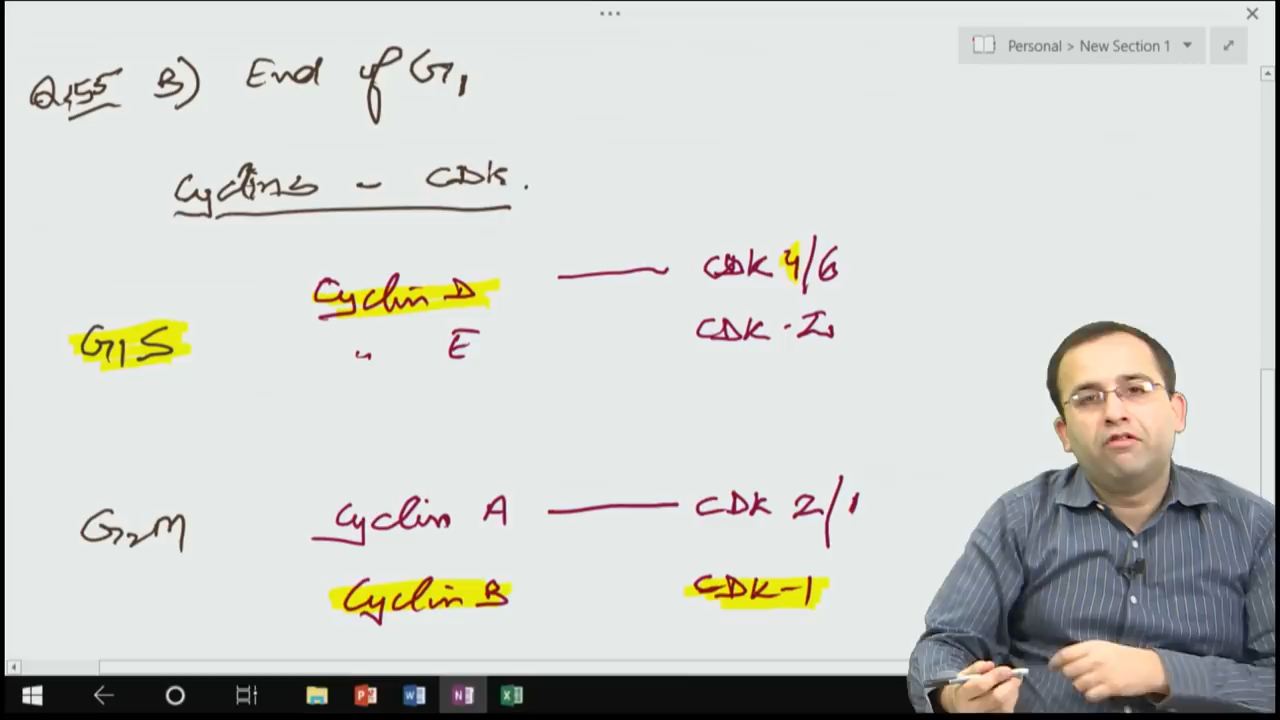 Personal > New Section 1
Q.55 B) End of G1
Cyclins - CDK.
Cyclin D — CDK 4/6
G1S " E CDK-2
G2M Cyclin A — CDK 2/1
Cyclin B CDK-1